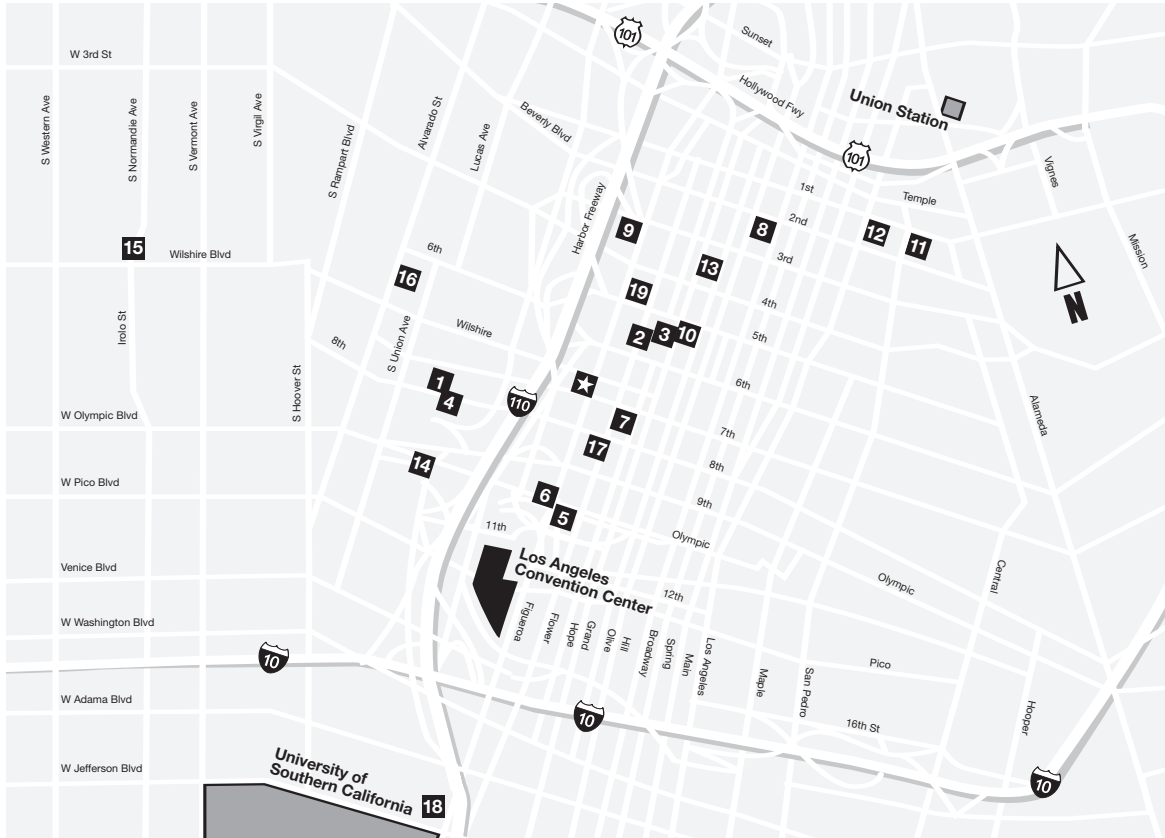 101
Sunset
W 3rd St
Hollywood Fwy
Union Station
S Western Ave
S Normandie Ave
S Vermont Ave
S Virgil Ave
S Rampart Blvd
Alvarado St
Lucas Ave
Beverly Blvd
101
Vignes
1st
Temple
Harbor Freeway
9
8
2nd
12
11
15
Wilshire Blvd
6th
16
13
3rd
Mission
19
4th
N
Irolo St
8th
S Union Ave
Wilshire
2
3
10
5th
S Hoover St
1
4
110
6th
W Olympic Blvd
7
7th
Alameda
17
14
8th
W Pico Blvd
6
5
9th
11th
Olympic
Venice Blvd
Los Angeles
Convention Center
Olympic
Central
12th
W Washington Blvd
Figueroa
Flower
Hope
Grand
Olive
Hill
Broadway
Spring
Main
Los Angeles
Maple
San Pedro
Pico
10
W Adama Blvd
10
16th St
Hooper
W Jefferson Blvd
University of
Southern California
18
10